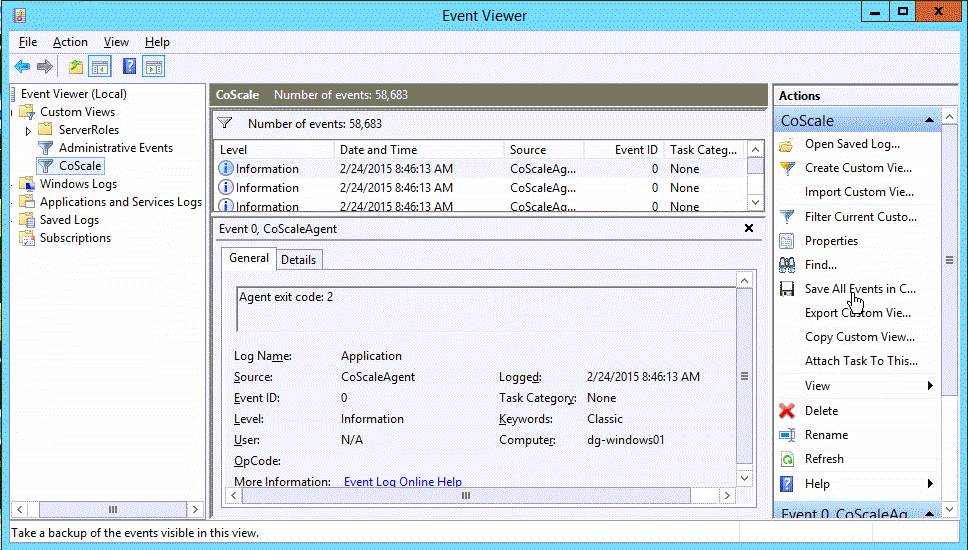 Event Viewer
File Action View Help
Event Viewer (Local)
Custom Views
ServerRoles
Administrative Events
CoScale
Windows Logs
Applications and Services Logs
Saved Logs
Subscriptions
CoScale Number of events: 58,683
Number of events: 58,683
Level Date and Time Source Event ID Task Categ...
Information 2/24/2015 8:46:13 AM CoScaleAg... 0 None
Information 2/24/2015 8:46:13 AM CoScaleAg... 0 None
Information 2/24/2015 8:46:13 AM CoScaleAg... 0 None
Event 0, CoScaleAgent
General Details
Agent exit code: 2
Log Name: Application
Source: CoScaleAgent Logged: 2/24/2015 8:46:13 AM
Event ID: 0 Task Category: None
Level: Information Keywords: Classic
User: N/A Computer: dg-windows01
OpCode:
More Information: Event Log Online Help
Actions
CoScale
Open Saved Log...
Create Custom Vie...
Import Custom Vie...
Filter Current Custo...
Properties
Find...
Save All Events in C...
Export Custom Vie...
Copy Custom View...
Attach Task To This...
View
Delete
Rename
Refresh
Help
Event 0, CoScaleAg...
Take a backup of the events visible in this view.